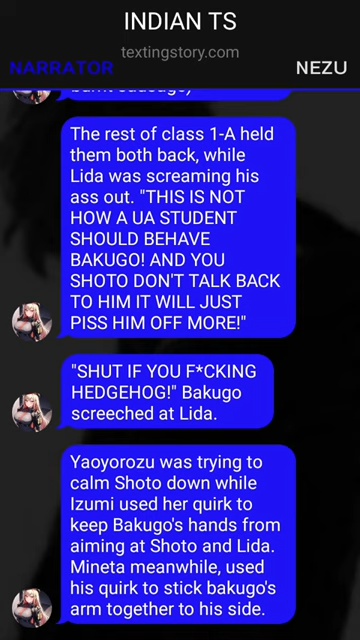 INDIAN TS
textingstory.com
NARRATOR
NEZU
burnt sausage)
The rest of class 1-A held
them both back, while
Lida was screaming his
ass out. "THIS IS NOT
HOW A UA STUDENT
SHOULD BEHAVE
BAKUGO! AND YOU
SHOTO DON'T TALK BACK
TO HIM IT WILL JUST
PISS HIM OFF MORE!"
"SHUT IF YOU F*CKING
HEDGEHOG!" Bakugo
screeched at Lida.
Yaoyorozu was trying to
calm Shoto down while
Izumi used her quirk to
keep Bakugo's hands from
aiming at Shoto and Lida.
Mineta meanwhile, used
his quirk to stick bakugo's
arm together to his side.